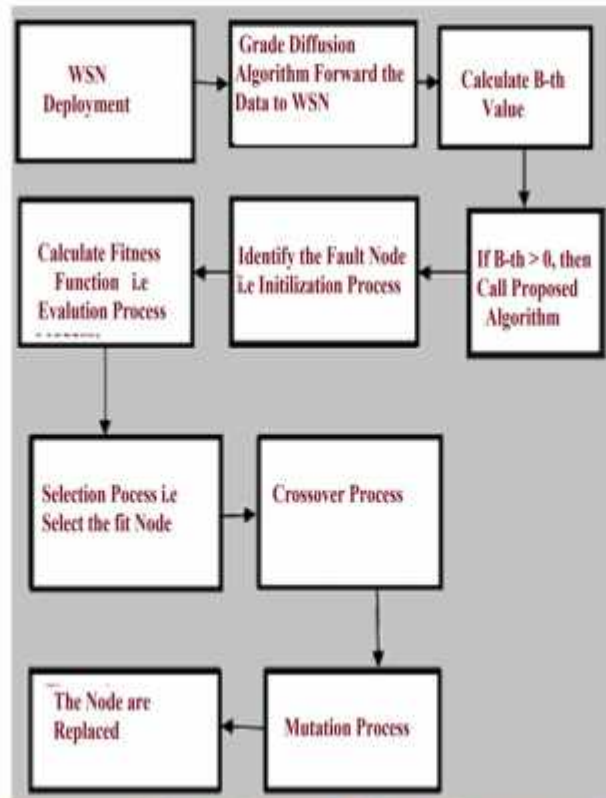 WSN
Deployment
Grade Diffusion
Algorithm Forward the
Data to WSN
Calculate B-th
Value
If B-th > 0, then
Call Proposed
Algorithm
Identify the Fault Node
i.e Initilization Process
Calculate Fitness
Function i.e
Evalution Process
Selection Pocess i.e
Select the fit Node
Crossover Process
Mutation Process
The Node are
Replaced